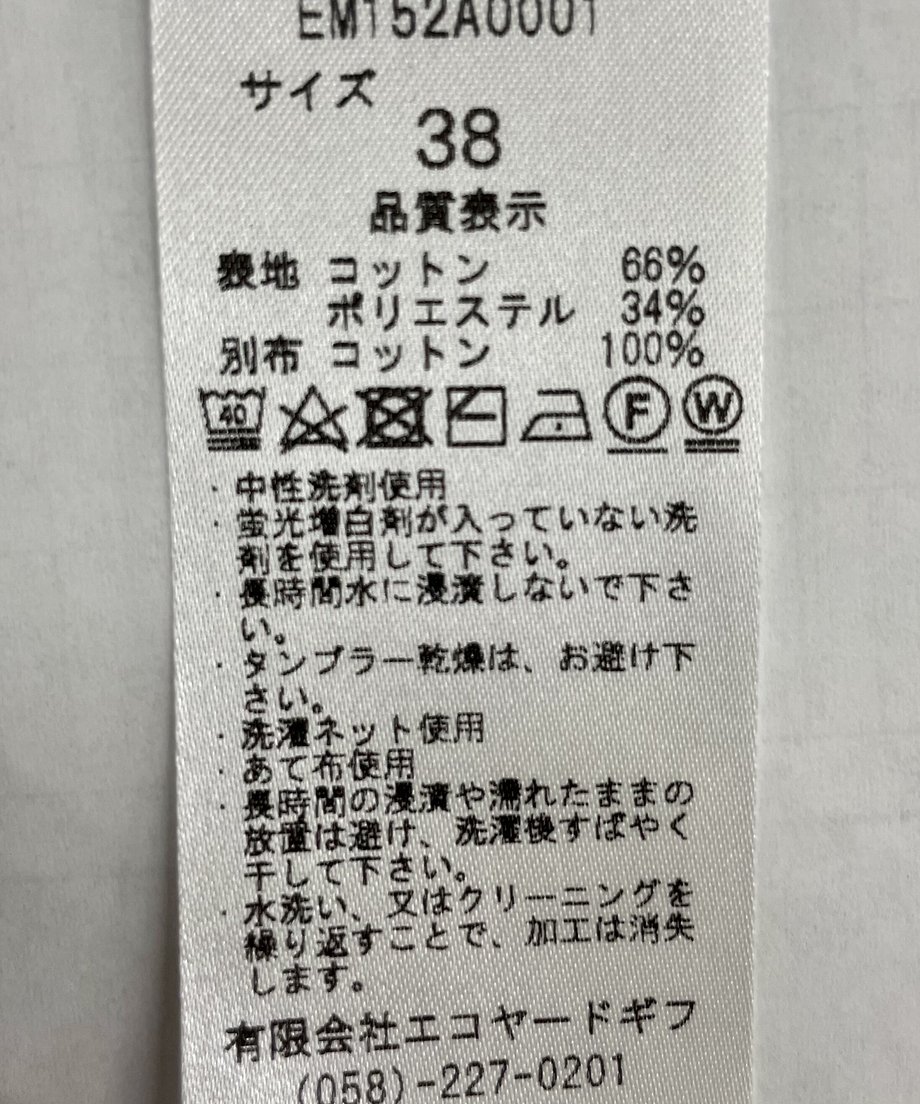 EM152A0001
サイズ
38
品質表示
表地 コットン 66%
ポリエステル 34%
別布 コットン 100%
40 F W
・中性洗剤使用
・蛍光増白剤が入っていない洗
剤を使用して下さい。
・長時間水に浸漬しないで下さ
い。
・タンブラー乾燥は、お避け下
さい。
・洗濯ネット使用
・あて布使用
・長時間の浸漬や濡れたままの
放置は避け、洗濯後すばやく
干して下さい。
・水洗い、又はクリーニングを
繰り返すことで、加工は消失
します。
有限会社エコヤードギフ
(058)-227-0201